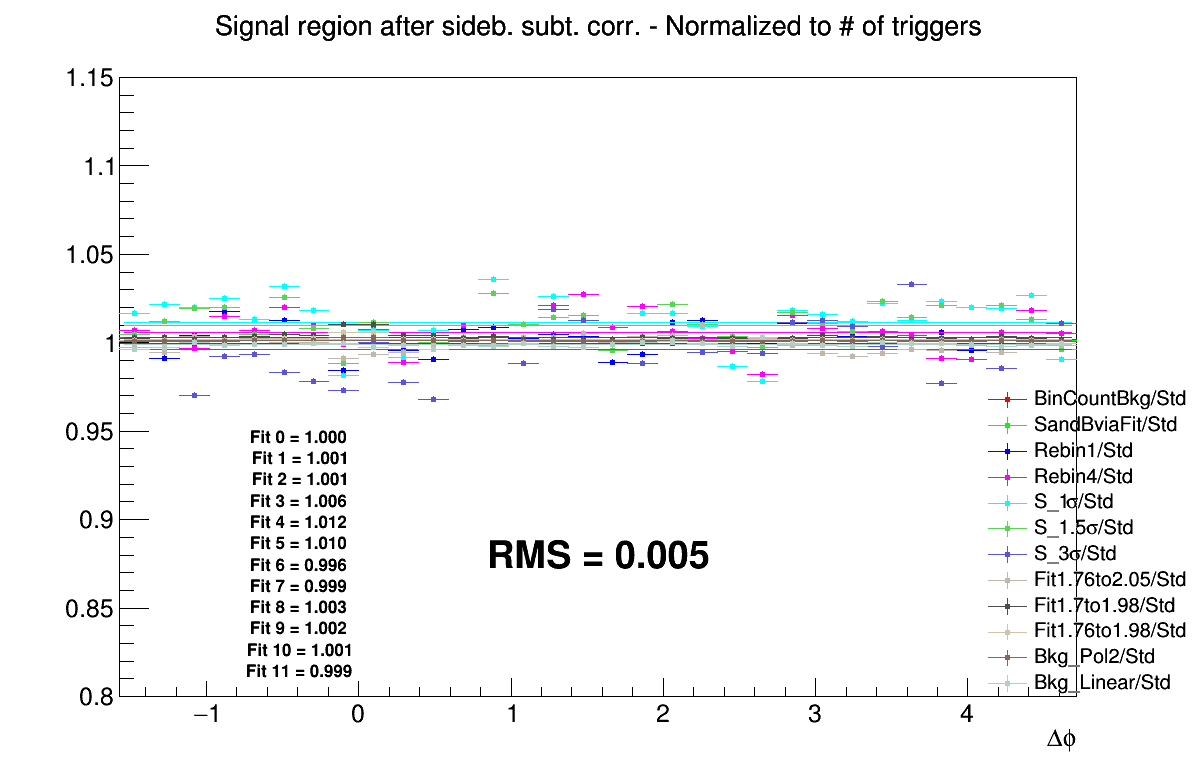 Signal region after sideb. subt. corr. - Normalized to # of triggers
1.15
1.1
1.05
1
0.95
0.9
0.85
0.8
Fit 0 = 1.000
Fit 1 = 1.001
Fit 2 = 1.001
Fit 3 = 1.006
Fit 4 = 1.012
Fit 5 = 1.010
Fit 6 = 0.996
Fit 7 = 0.999
Fit 8 = 1.003
Fit 9 = 1.002
Fit 10 = 1.001
Fit 11 = 0.999
RMS = 0.005
BinCountBkg/Std
SandBviaFit/Std
Rebin1/Std
Rebin4/Std
S_1σ/Std
S_1.5σ/Std
S_3σ/Std
Fit1.76to2.05/Std
Fit1.7to1.98/Std
Fit1.76to1.98/Std
Bkg_Pol2/Std
Bkg_Linear/Std
−1 0 1 2 3 4
Δϕ